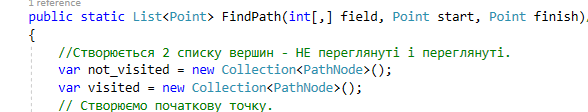 1 reference
public static List<Point> FindPath(int[,] field, Point start, Point finish)
{
//Створюється 2 списку вершин - НЕ переглянуті і переглянуті.
var not_visited = new Collection<PathNode>();
var visited = new Collection<PathNode>();
// Створюємо початкову точку.